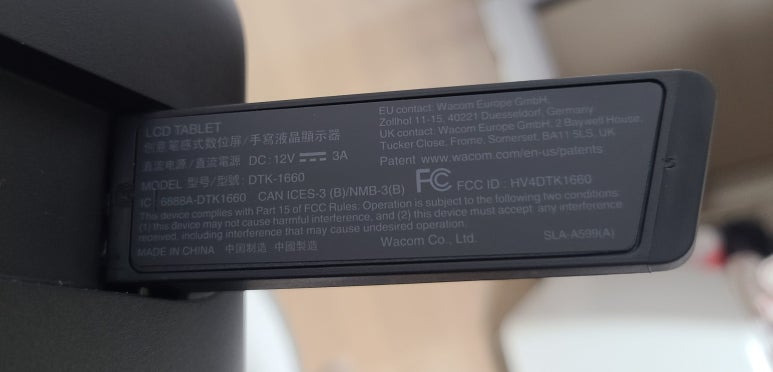 LCD TABLET
创意笔感式数位屏/手寫液晶顯示器
直流电源/直流電源 DC: 12V ⎓ 3A
MODEL 型号/型號: DTK-1660
IC : 6888A-DTK1660 CAN ICES-3 (B)/NMB-3(B)
EU contact: Wacom Europe GmbH,
Zollhof 11-15, 40221 Duesseldorf, Germany
UK contact: Wacom Europe GmbH, 2 Baywell House,
Tucker Close, Frome, Somerset, BA11 5LS, UK
Patent www.wacom.com/en-us/patents
FC FCC ID : HV4DTK1660
This device complies with Part 15 of FCC Rules. Operation is subject to the following two conditions:
(1) this device may not cause harmful interference, and (2) this device must accept any interference
received, including interference that may cause undesired operation.
MADE IN CHINA 中国制造 中國製造
Wacom Co., Ltd.
SLA-A599(A)